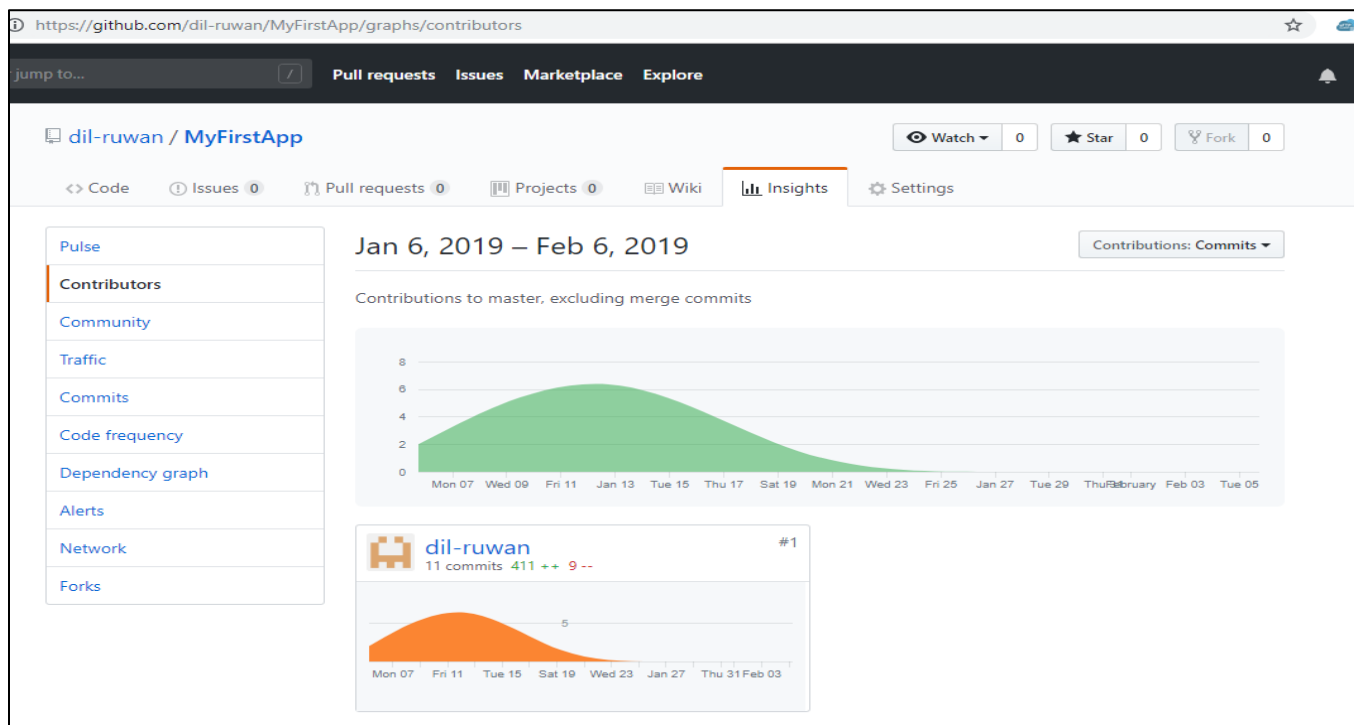 https://github.com/dil-ruwan/MyFirstApp/graphs/contributors
jump to... / Pull requests Issues Marketplace Explore
dil-ruwan / MyFirstApp Watch 0 Star 0 Fork 0
<> Code Issues 0 Pull requests 0 Projects 0 Wiki Insights Settings
Pulse
Contributors
Community
Traffic
Commits
Code frequency
Dependency graph
Alerts
Network
Forks
Jan 6, 2019 – Feb 6, 2019 Contributions: Commits
Contributions to master, excluding merge commits
8
6
4
2
0
Mon 07 Wed 09 Fri 11 Jan 13 Tue 15 Thu 17 Sat 19 Mon 21 Wed 23 Fri 25 Jan 27 Tue 29 Thu February Feb 03 Tue 05
dil-ruwan #1
11 commits 411 ++ 9 --
5
Mon 07 Fri 11 Tue 15 Sat 19 Wed 23 Jan 27 Thu 31 Feb 03